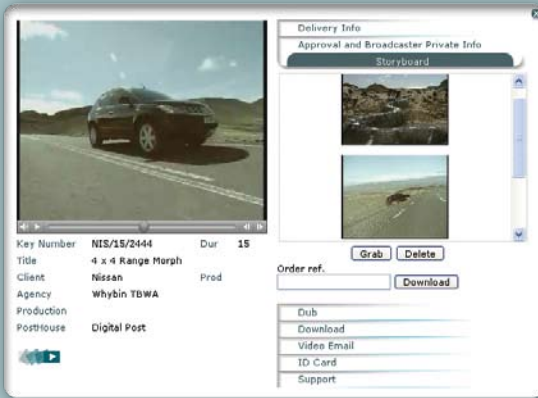 Delivery Info
Approval and Broadcaster Private Info
Storyboard
Key Number NIS/15/2444 Dur 15
Title 4 x 4 Range Morph
Client Nissan Prod
Agency Whybin TBWA
Production
PostHouse Digital Post
Grab Delete
Order ref.
Download
Dub
Download
Video Email
ID Card
Support